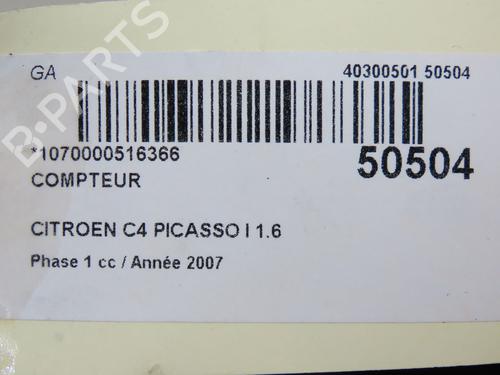 GA
40300501 50504
*1070000516366
50504
COMPTEUR
CITROEN C4 PICASSO I 1.6
Phase 1 cc / Année 2007
B-PARTS